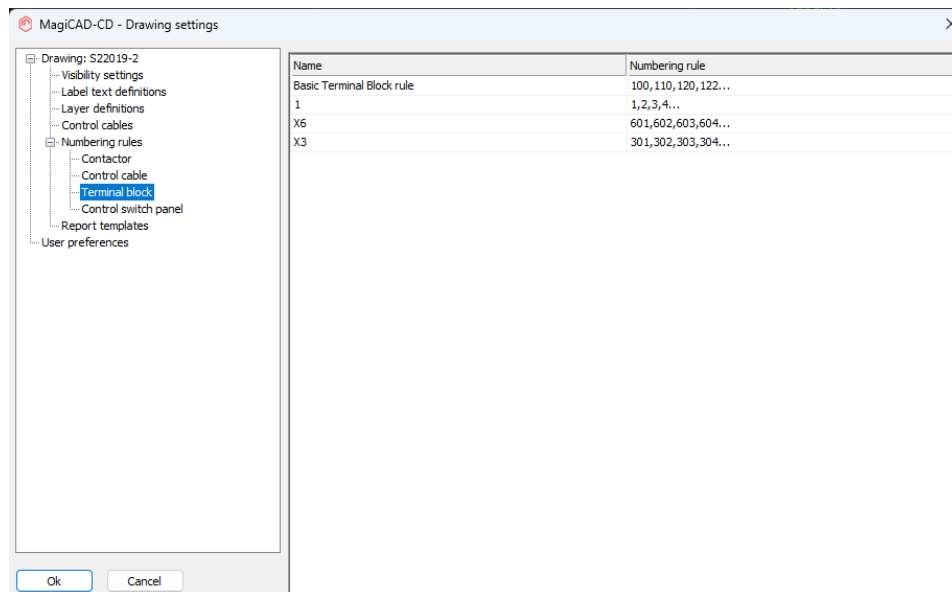 MagiCAD-CD - Drawing settings
Drawing: S22019-2
Visibility settings
Label text definitions
Layer definitions
Control cables
Numbering rules
Contactor
Control cable
Terminal block
Control switch panel
Report templates
User preferences
Name Numbering rule
Basic Terminal Block rule 100,110,120,122...
1 1,2,3,4...
X6 601,602,603,604...
X3 301,302,303,304...
Ok Cancel